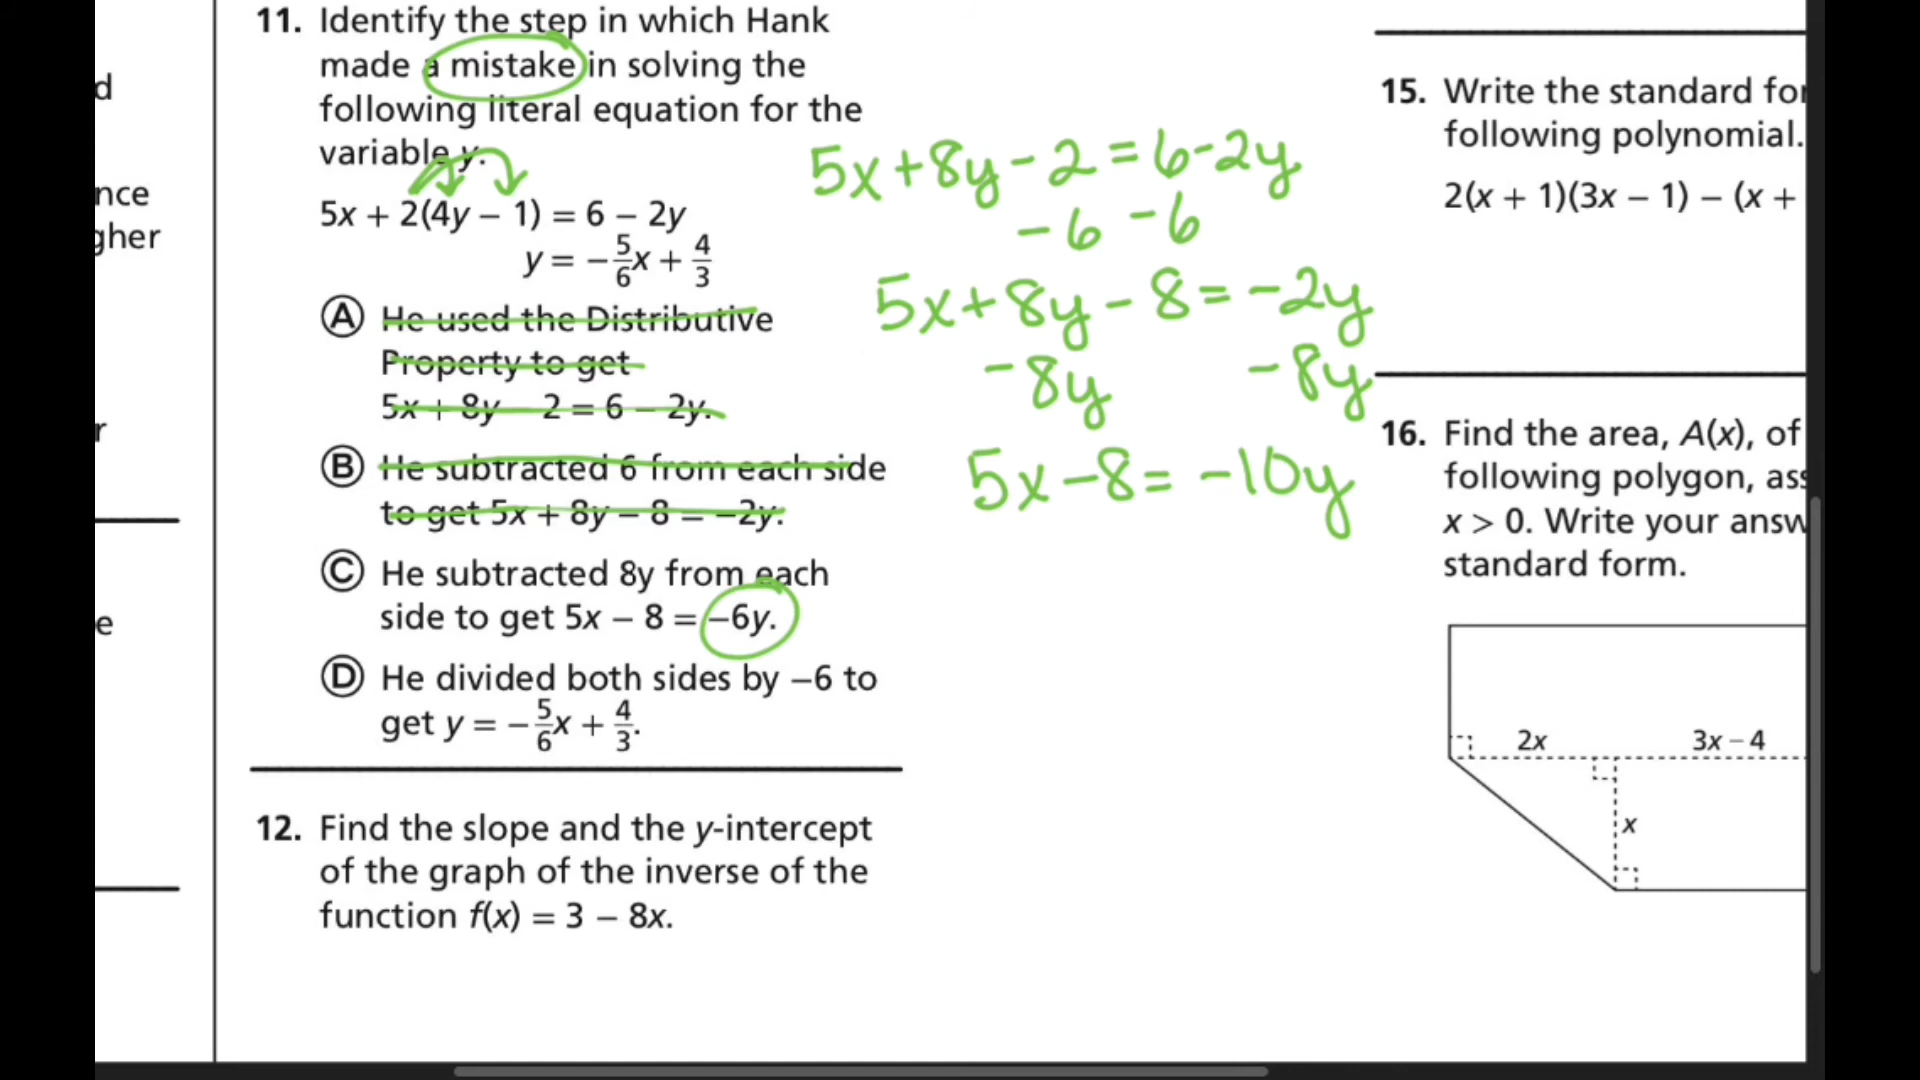 d
nce
gher
r
e
11. Identify the step in which Hank
made a mistake in solving the
following literal equation for the
variable y.
5x + 2(4y – 1) = 6 – 2y
y = –5/6x + 4/3
Ⓐ He used the Distributive
Property to get
5x + 8y – 2 = 6 – 2y.
Ⓑ He subtracted 6 from each side
to get 5x + 8y – 8 = –2y.
Ⓒ He subtracted 8y from each
side to get 5x – 8 = –6y.
Ⓓ He divided both sides by –6 to
get y = –5/6x + 4/3.
12. Find the slope and the y-intercept
of the graph of the inverse of the
function f(x) = 3 – 8x.
5x+8y-2=6-2y
-6 -6
5x+8y-8=-2y
-8y -8y
5x-8=-10y
15. Write the standard for
following polynomial.
2(x + 1)(3x – 1) – (x +
16. Find the area, A(x), of
following polygon, ass
x > 0. Write your answ
standard form.
2x 3x – 4
x